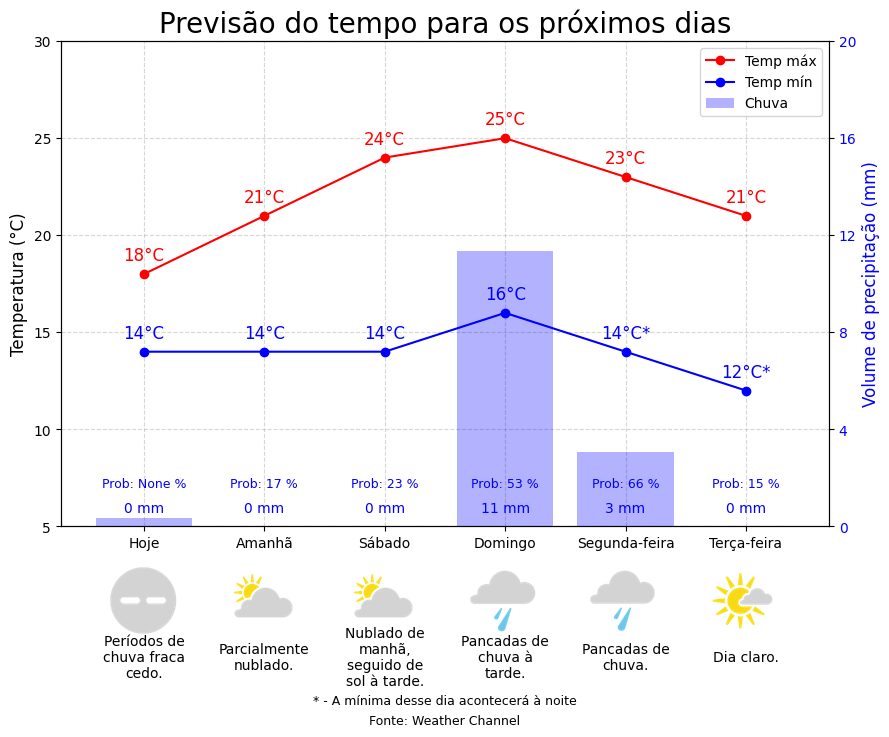 Previsão do tempo para os próximos dias
30
25
20
15
10
5
Temperatura (°C)
20
16
12
8
4
0
Volume de precipitação (mm)
Temp máx
Temp mín
Chuva
18°C
21°C
24°C
25°C
23°C
21°C
14°C
14°C
14°C
16°C
14°C*
12°C*
Prob: None %
Prob: 17 %
Prob: 23 %
Prob: 53 %
Prob: 66 %
Prob: 15 %
0 mm
0 mm
0 mm
11 mm
3 mm
0 mm
Hoje
Amanhã
Sábado
Domingo
Segunda-feira
Terça-feira
Períodos de
chuva fraca
cedo.
Parcialmente
nublado.
Nublado de
manhã,
seguido de
sol à tarde.
Pancadas de
chuva à
tarde.
Pancadas de
chuva.
Dia claro.
* - A mínima desse dia acontecerá à noite
Fonte: Weather Channel